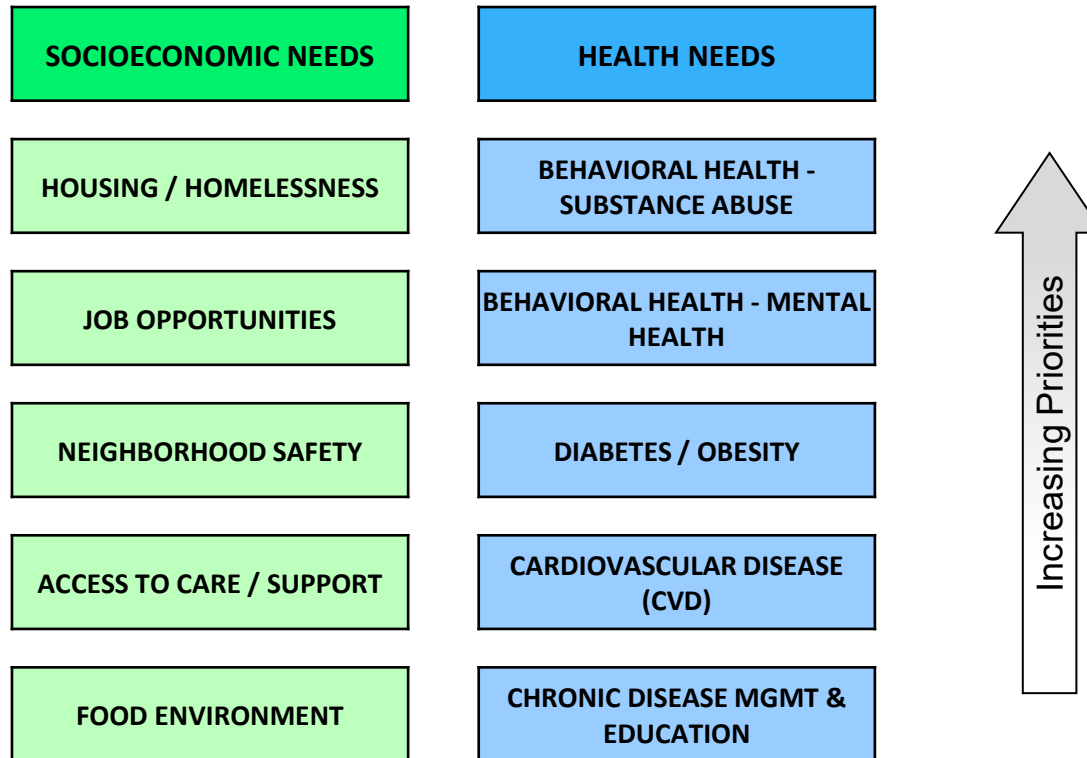 SOCIOECONOMIC NEEDS
HEALTH NEEDS
HOUSING / HOMELESSNESS
BEHAVIORAL HEALTH -
SUBSTANCE ABUSE
JOB OPPORTUNITIES
BEHAVIORAL HEALTH - MENTAL
HEALTH
NEIGHBORHOOD SAFETY
DIABETES / OBESITY
ACCESS TO CARE / SUPPORT
CARDIOVASCULAR DISEASE
(CVD)
FOOD ENVIRONMENT
CHRONIC DISEASE MGMT &
EDUCATION
Increasing Priorities